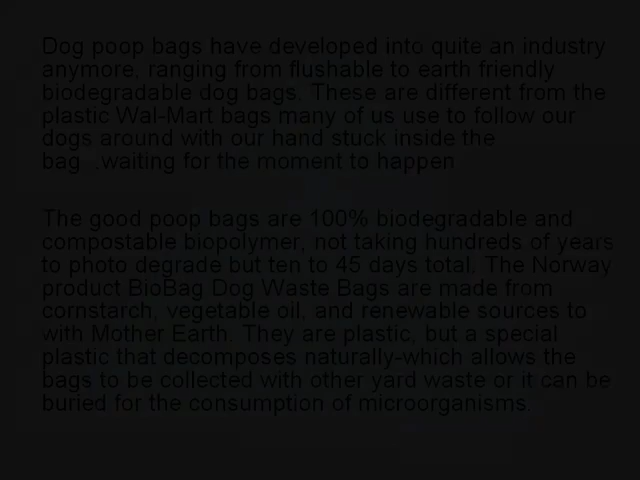 Dog poop bags have developed into quite an industry
anymore, ranging from flushable to earth friendly
biodegradable dog bags. These are different from the
plastic Wal-Mart bags many of us use to follow our
dogs around with our hand stuck inside the
bag ..waiting for the moment to happen
The good poop bags are 100% biodegradable and
compostable biopolymer, not taking hundreds of years
to photo degrade but ten to 45 days total. The Norway
product BioBag Dog Waste Bags are made from
cornstarch, vegetable oil, and renewable sources to
with Mother Earth. They are plastic, but a special
plastic that decomposes naturally-which allows the
bags to be collected with other yard waste or it can be
buried for the consumption of microorganisms.